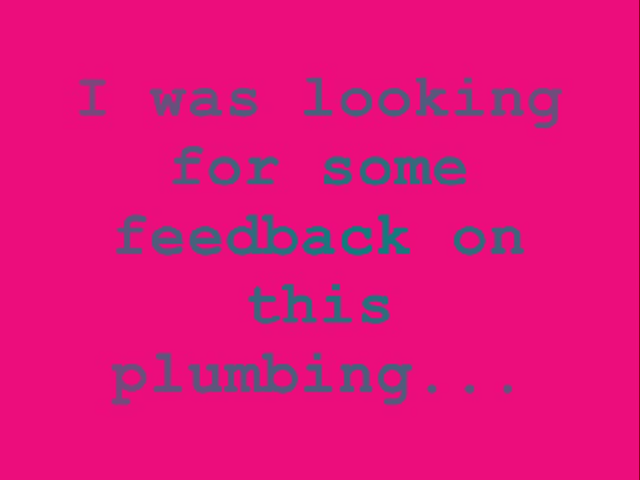 I was looking
for some
feedback on
this
plumbing...